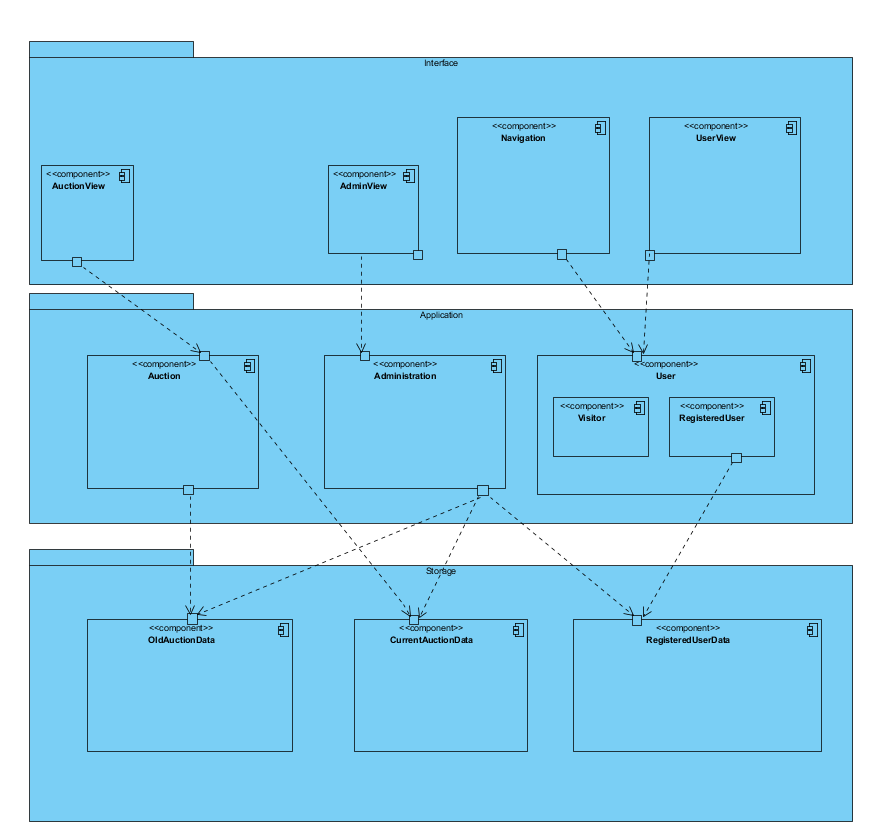 Interface
<<component>>
Navigation
<<component>>
UserView
<<component>>
AuctionView
<<component>>
AdminView
Application
<<component>>
Auction
<<component>>
Administration
<<component>>
User
<<component>>
Visitor
<<component>>
RegisteredUser
Storage
<<component>>
OldAuctionData
<<component>>
CurrentAuctionData
<<component>>
RegisteredUserData